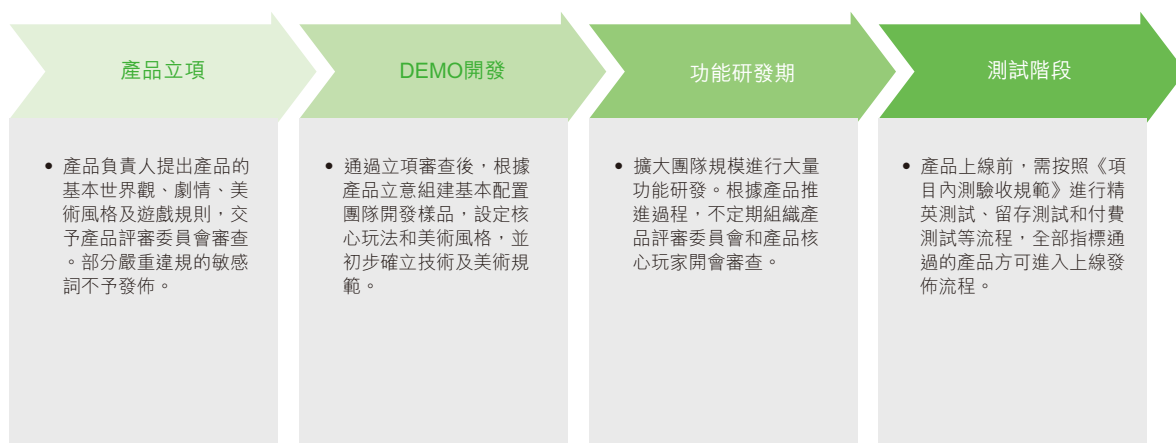 產品立項
DEMO開發
功能研發期
測試階段
• 產品負責人提出產品的
基本世界觀、劇情、美
術風格及遊戲規則，交
予產品評審委員會審查
。部分嚴重違規的敏感
詞不予發佈。
• 通過立項審查後，根據
產品立意組建基本配置
團隊開發樣品，設定核
心玩法和美術風格，並
初步確立技術及美術規
範。
• 擴大團隊規模進行大量
功能研發。根據產品推
進過程，不定期組織產
品評審委員會和產品核
心玩家開會審查。
• 產品上線前，需按照《項
目內測驗收規範》進行精
英測試、留存測試和付費
測試等流程，全部指標通
過的產品方可進入上線發
佈流程。